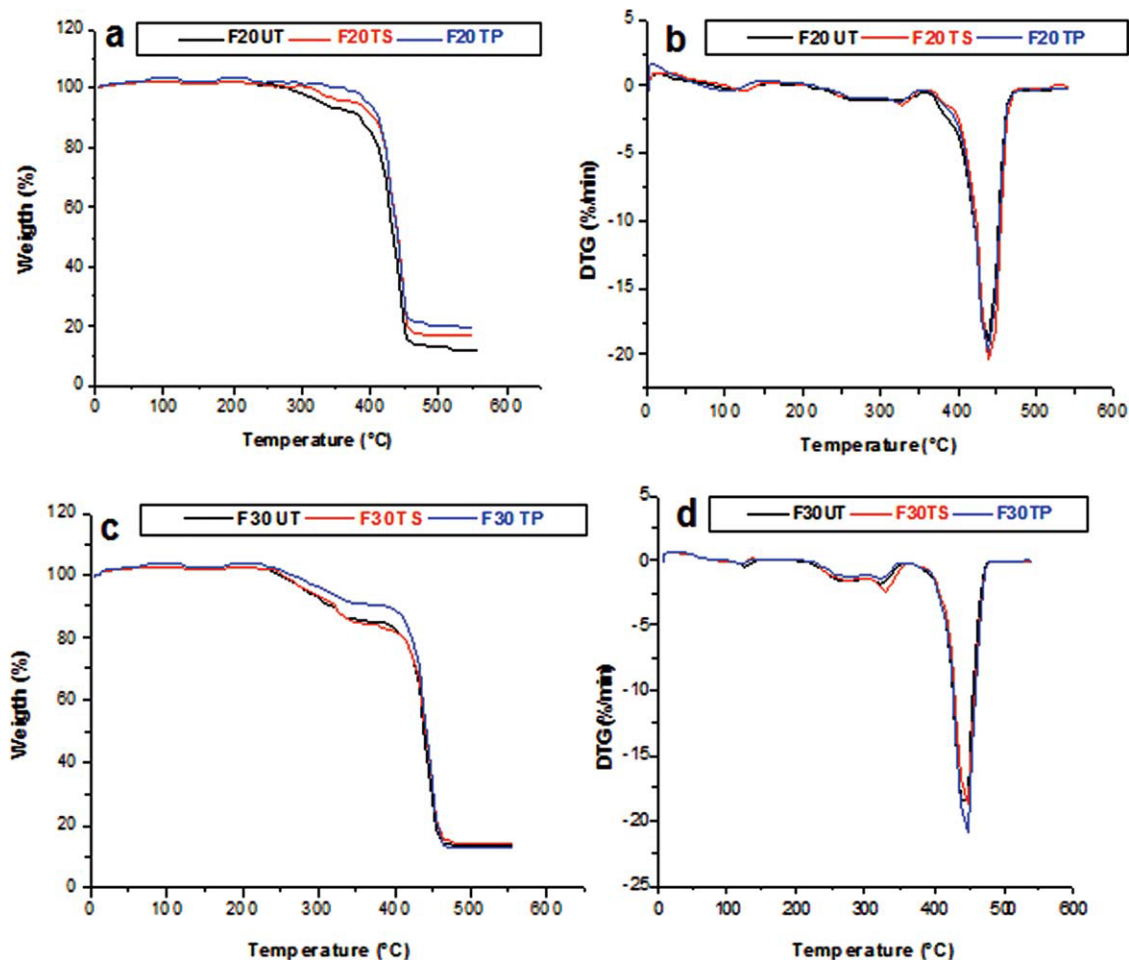 a
F20 UT F20 TS F20 TP
120
100
80
60
40
20
0
Weigth (%)
0 100 200 300 400 500 600
Temperature (°C)
b
F20 UT F20 TS F20 TP
5
0
-5
-10
-15
-20
DTG (%/min)
0 100 200 300 400 500 600
Temperature (°C)
c
F30 UT F30 TS F30 TP
120
100
80
60
40
20
0
Weigth (%)
0 100 200 300 400 500 600
Temperature (°C)
d
F30UT F30TS F30TP
5
0
-5
-10
-15
-20
-25
DTG(%/min)
0 100 200 300 400 500 600
Temperature (°C)